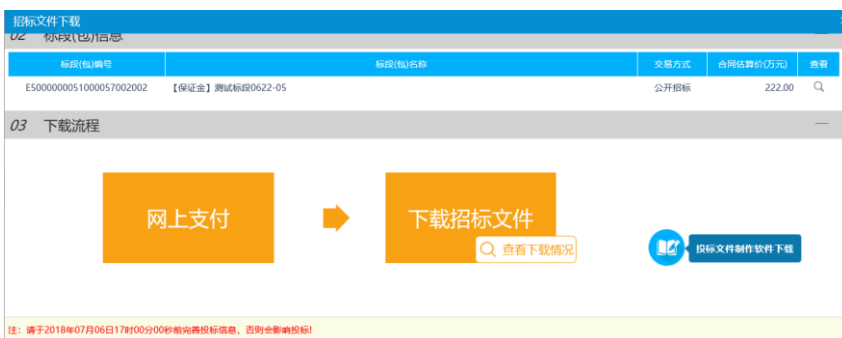 招标文件下载
02 标段(包)信息
标段(包)编号 标段(包)名称 交易方式 合同估算价(万元) 查看
E5000000051000057002002 【保证金】测试标段0622-05 公开招标 222.00
03 下载流程
网上支付 下载招标文件
查看下载情况
投标文件制作软件下载
注：请于2018年07月06日17时00分00秒前完善投标信息，否则会影响投标!